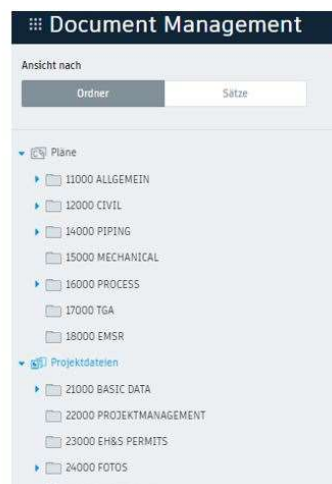 Document Management
Ansicht nach
Ordner Sätze
Pläne
11000 ALLGEMEIN
12000 CIVIL
14000 PIPING
15000 MECHANICAL
16000 PROCESS
17000 TGA
18000 EMSR
Projektdateien
21000 BASIC DATA
22000 PROJEKTMANAGEMENT
23000 EH&S PERMITS
24000 FOTOS